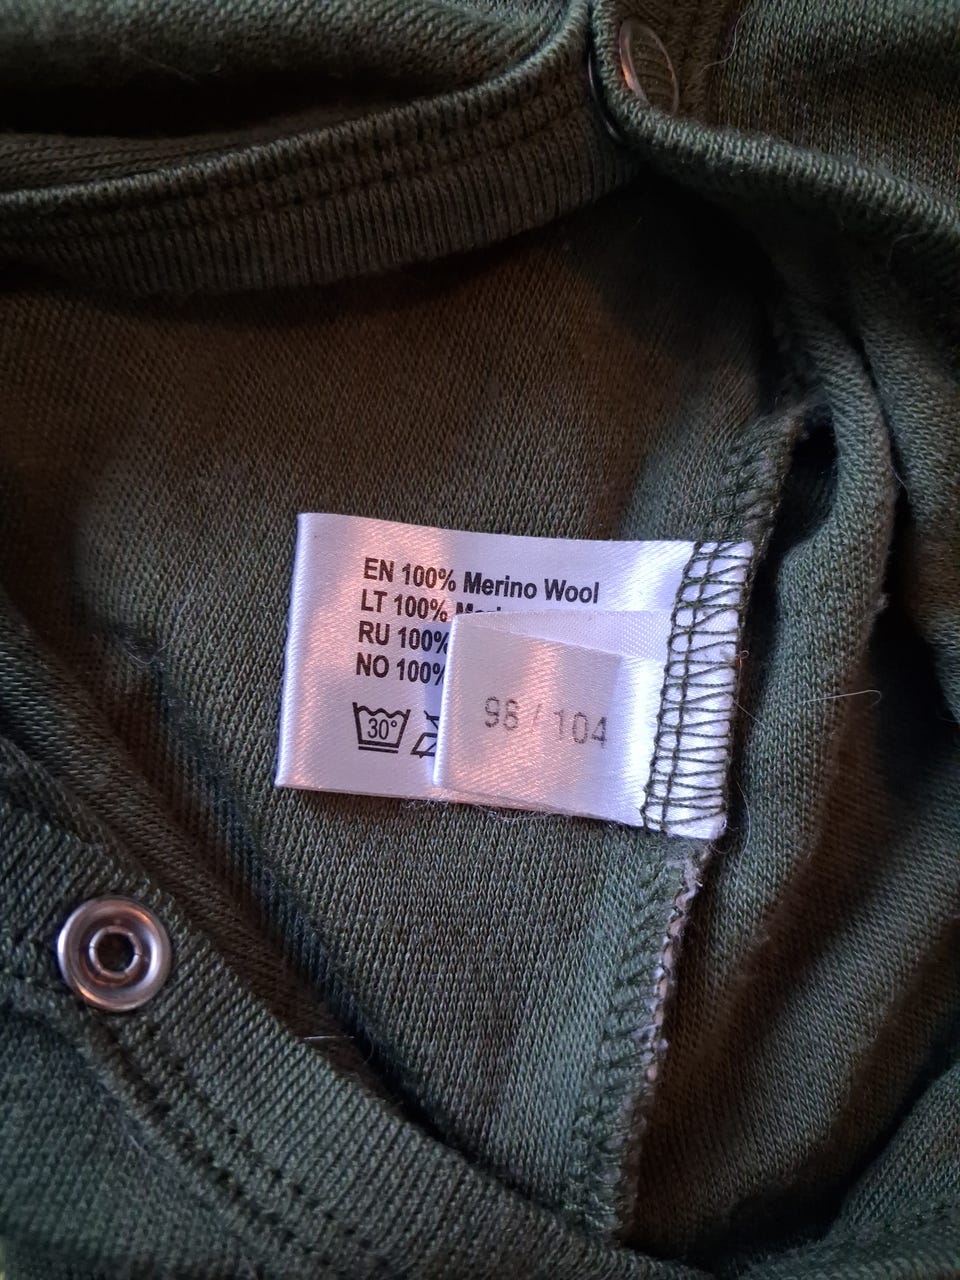 EN 100% Merino Wool
LT 100%
RU 100%
NO 100%
30°
98 / 104